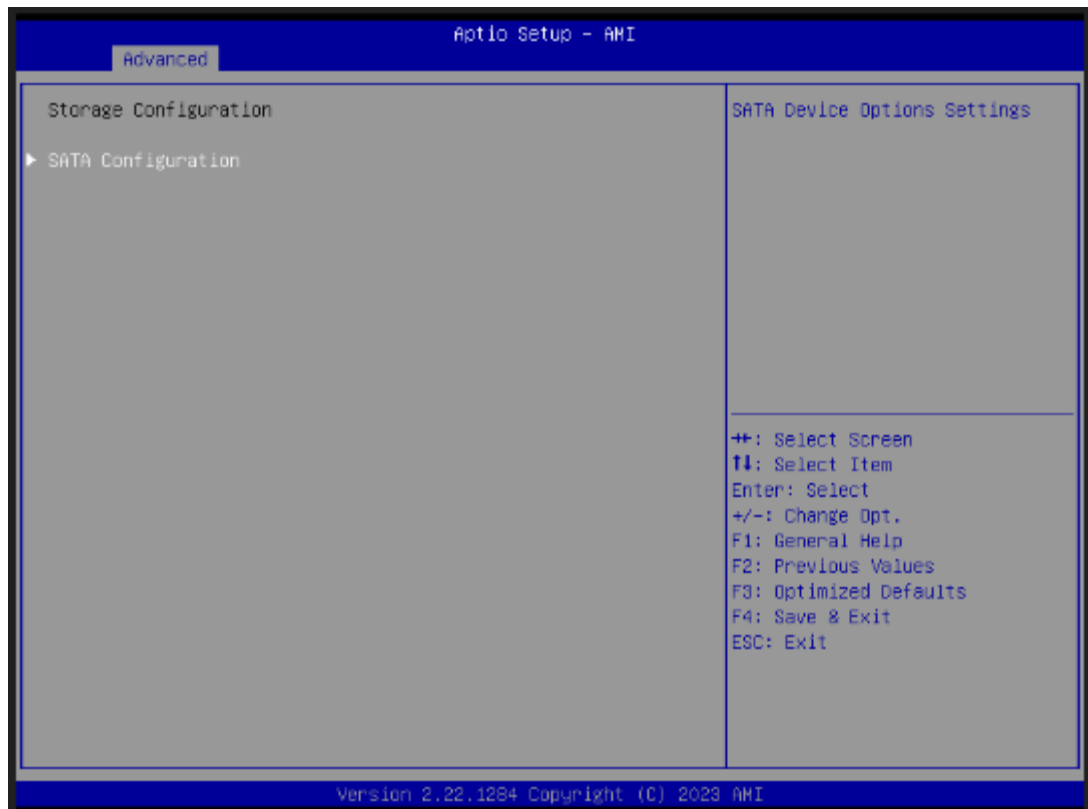 Aptio Setup - AMI
Advanced
Storage Configuration
SATA Configuration
SATA Device Options Settings
→←: Select Screen
↑↓: Select Item
Enter: Select
+/-: Change Opt.
F1: General Help
F2: Previous Values
F3: Optimized Defaults
F4: Save & Exit
ESC: Exit
Version 2.22.1284 Copyright (C) 2023 AMI